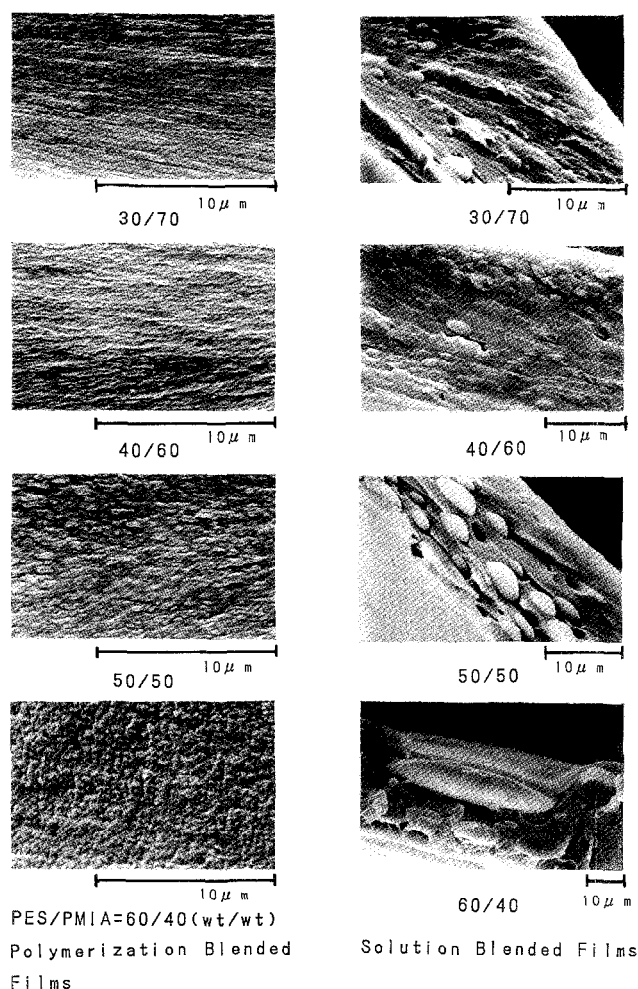 10μm
30/70
10μm
30/70
10μm
40/60
10μm
40/60
10μm
50/50
10μm
50/50
10μm
PES/PMIA=60/40(wt/wt)
Polymerization Blended
Films
10μm
60/40
Solution Blended Films